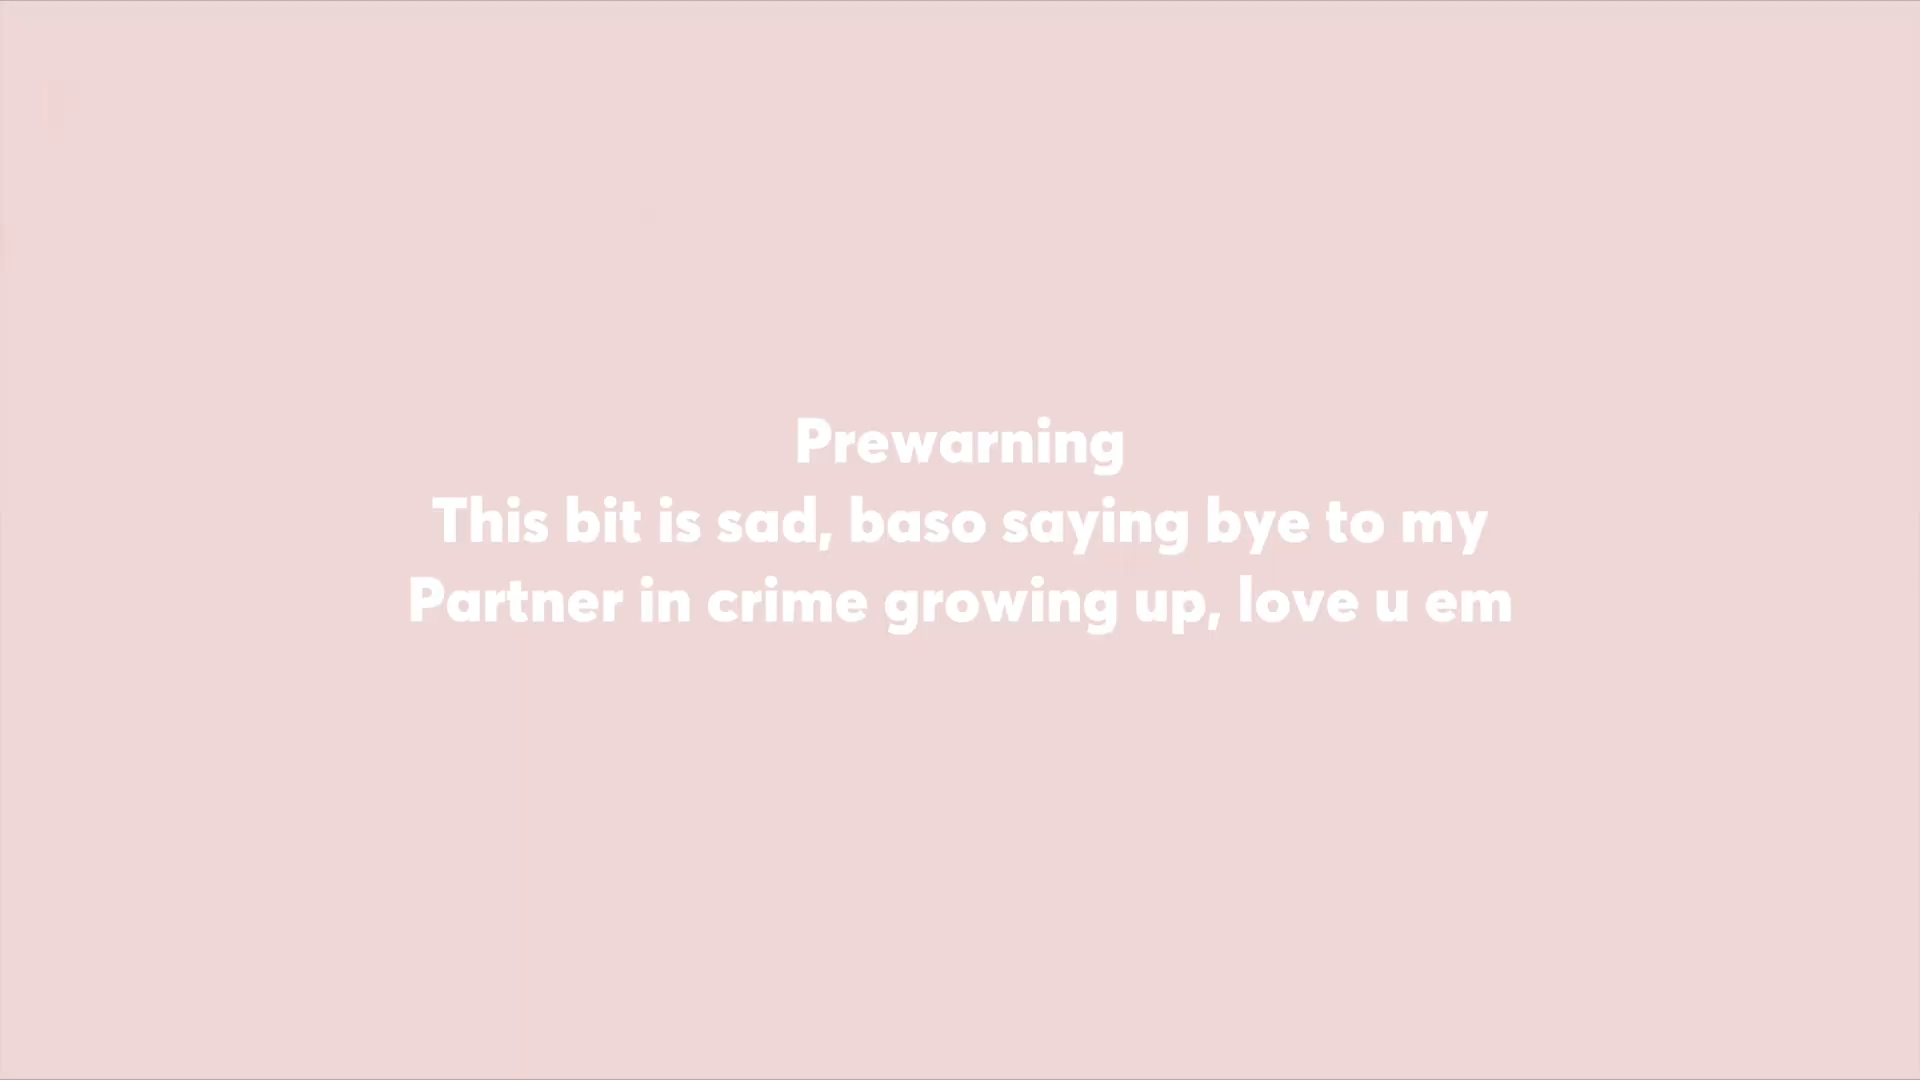 Prewarning
This bit is sad, baso saying bye to my
Partner in crime growing up, love u em